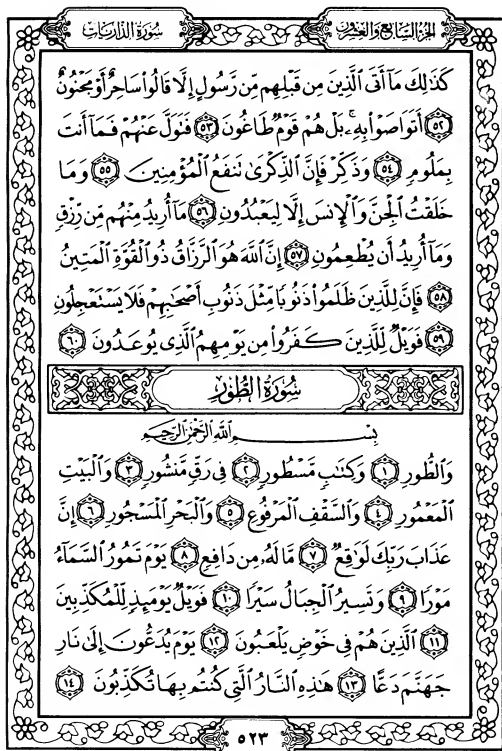 الجزء السابع والعشرون
سورة الذاريات
كَذَٰلِكَ مَآ أَتَى ٱلَّذِينَ مِن قَبْلِهِم مِّن رَّسُولٍ إِلَّا قَالُوا۟ سَاحِرٌ أَوْ مَجْنُونٌ
٥٢ أَتَوَاصَوْا۟ بِهِۦ ۚ بَلْ هُمْ قَوْمٌ طَاغُونَ ٥٣ فَتَوَلَّ عَنْهُمْ فَمَآ أَنتَ
بِمَلُومٍ ٥٤ وَذَكِّرْ فَإِنَّ ٱلذِّكْرَىٰ تَنفَعُ ٱلْمُؤْمِنِينَ ٥٥ وَمَا
خَلَقْتُ ٱلْجِنَّ وَٱلْإِنسَ إِلَّا لِيَعْبُدُونِ ٥٦ مَآ أُرِيدُ مِنْهُم مِّن رِّزْقٍ
وَمَآ أُرِيدُ أَن يُطْعِمُونِ ٥٧ إِنَّ ٱللَّهَ هُوَ ٱلرَّزَّاقُ ذُو ٱلْقُوَّةِ ٱلْمَتِينُ
٥٨ فَإِنَّ لِلَّذِينَ ظَلَمُوا۟ ذَنُوبًا مِّثْلَ ذَنُوبِ أَصْحَٰبِهِمْ فَلَا يَسْتَعْجِلُونِ
٥٩ فَوَيْلٌ لِّلَّذِينَ كَفَرُوا۟ مِن يَوْمِهِمُ ٱلَّذِى يُوعَدُونَ ٦٠
سُورَةُ الطُّورِ
بِسْمِ ٱللَّهِ ٱلرَّحْمَٰنِ ٱلرَّحِيمِ
وَٱلطُّورِ ١ وَكِتَٰبٍ مَّسْطُورٍ ٢ فِى رَقٍّ مَّنشُورٍ ٣ وَٱلْبَيْتِ
ٱلْمَعْمُورِ ٤ وَٱلسَّقْفِ ٱلْمَرْفُوعِ ٥ وَٱلْبَحْرِ ٱلْمَسْجُورِ ٦ إِنَّ
عَذَابَ رَبِّكَ لَوَٰقِعٌ ٧ مَّا لَهُۥ مِن دَافِعٍ ٨ يَوْمَ تَمُورُ ٱلسَّمَآءُ
مَوْرًا ٩ وَتَسِيرُ ٱلْجِبَالُ سَيْرًا ١٠ فَوَيْلٌ يَوْمَئِذٍ لِّلْمُكَذِّبِينَ
١١ ٱلَّذِينَ هُمْ فِى خَوْضٍ يَلْعَبُونَ ١٢ يَوْمَ يُدَعُّونَ إِلَىٰ نَارِ
جَهَنَّمَ دَعًّا ١٣ هَٰذِهِ ٱلنَّارُ ٱلَّتِى كُنتُم بِهَا تُكَذِّبُونَ ١٤
٥٢٣